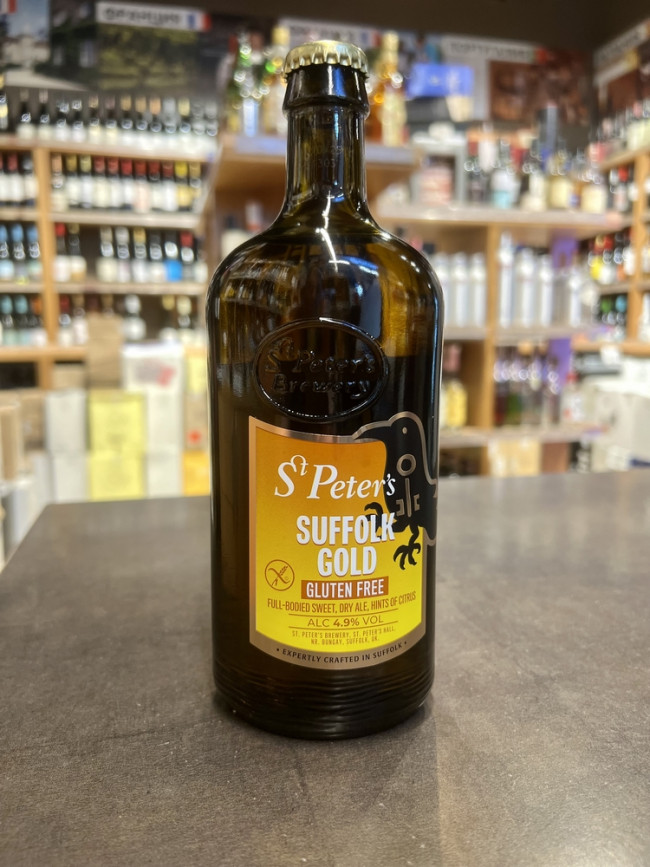 ФРАНЦИЯ
St Peter's
Brewery
St Peter's
SUFFOLK
GOLD
GLUTEN FREE
FULL-BODIED SWEET, DRY ALE, HINTS OF CITRUS
ALC 4.9% VOL
ST. PETER'S BREWERY, ST. PETER'S HALL,
NR. BUNGAY, SUFFOLK, UK.
• EXPERTLY CRAFTED IN SUFFOLK •